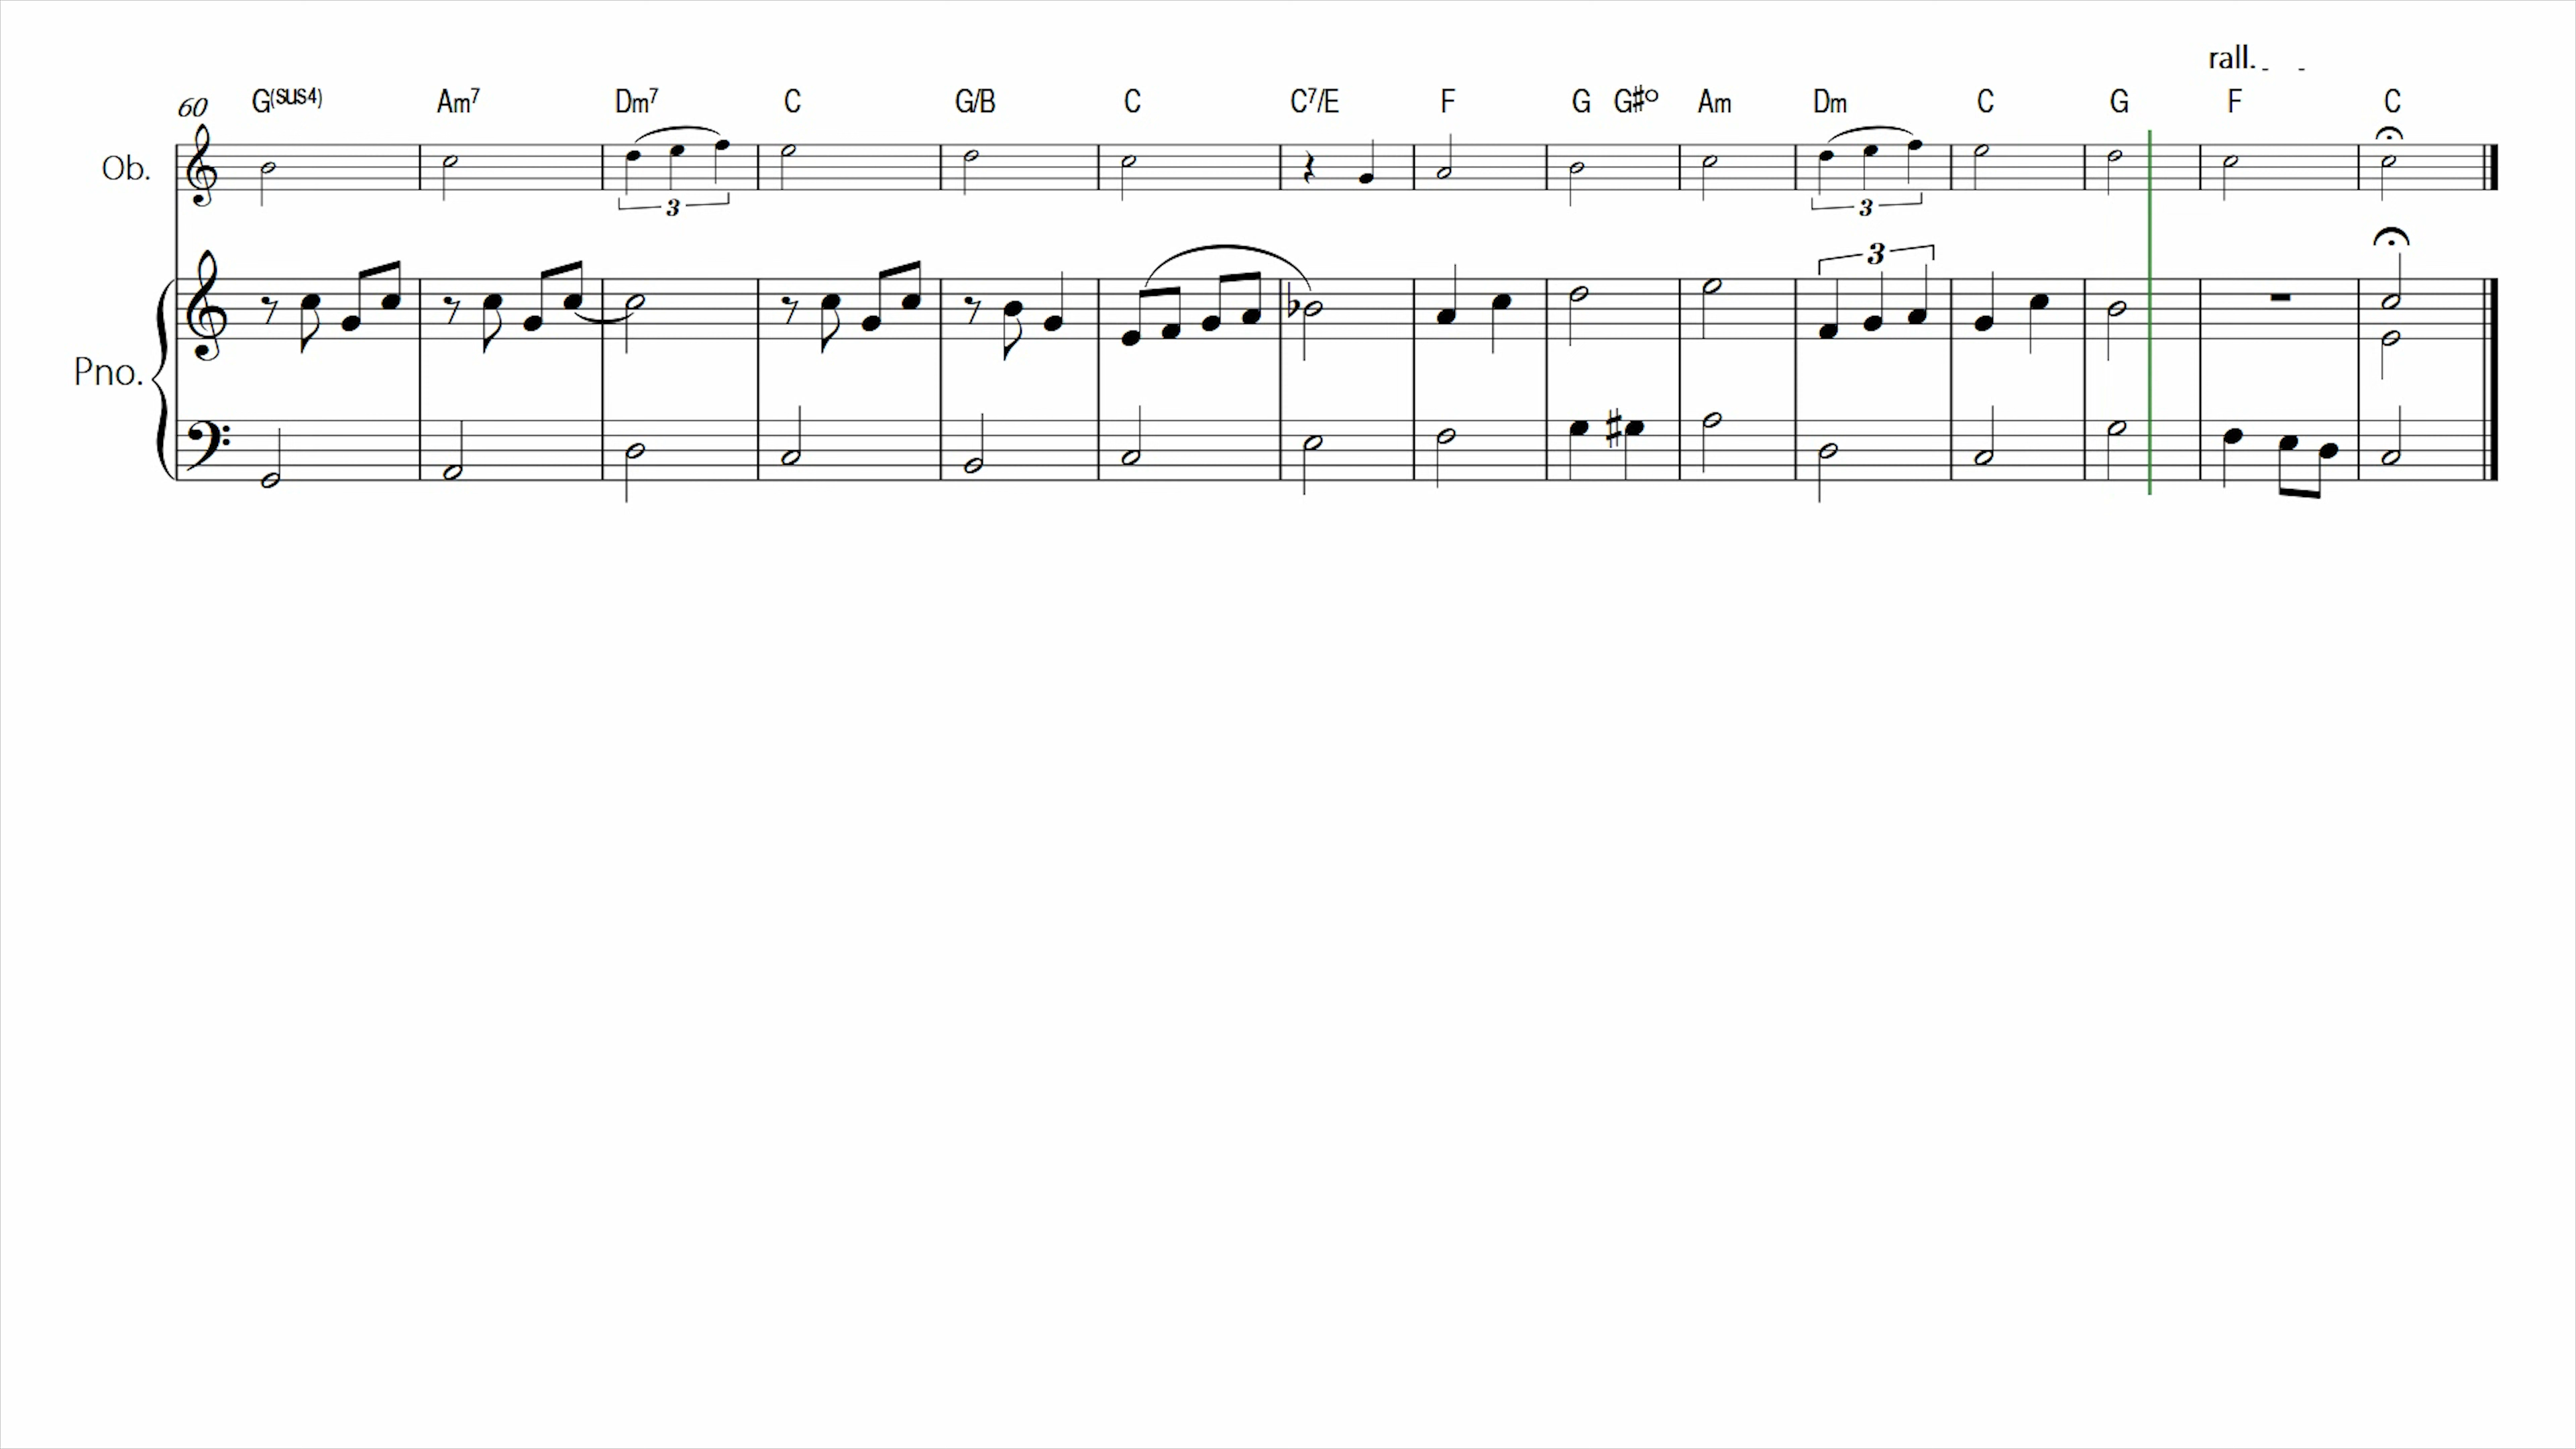 rall. _ _
60 G(sus4) Am7 Dm7 C G/B C C7/E F G G#o Am Dm C G F C
Ob.
3 3
3
Pno.